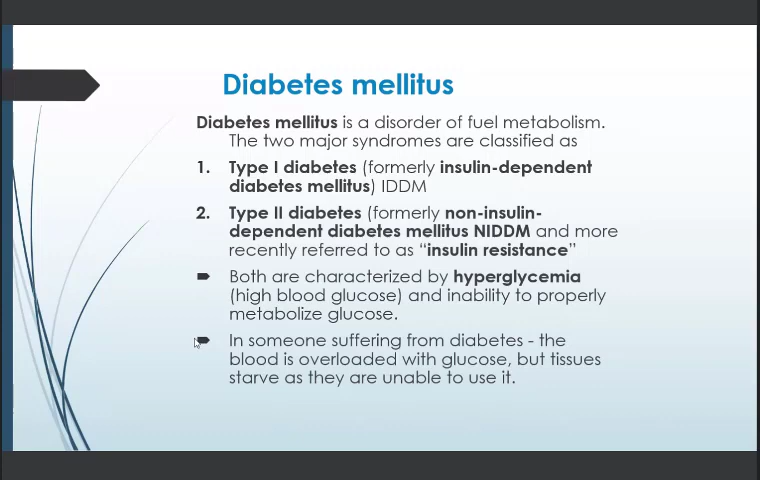 Diabetes mellitus
Diabetes mellitus is a disorder of fuel metabolism.
The two major syndromes are classified as
1. Type I diabetes (formerly insulin-dependent
diabetes mellitus) IDDM
2. Type II diabetes (formerly non-insulin-
dependent diabetes mellitus NIDDM and more
recently referred to as “insulin resistance”
Both are characterized by hyperglycemia
(high blood glucose) and inability to properly
metabolize glucose.
In someone suffering from diabetes - the
blood is overloaded with glucose, but tissues
starve as they are unable to use it.